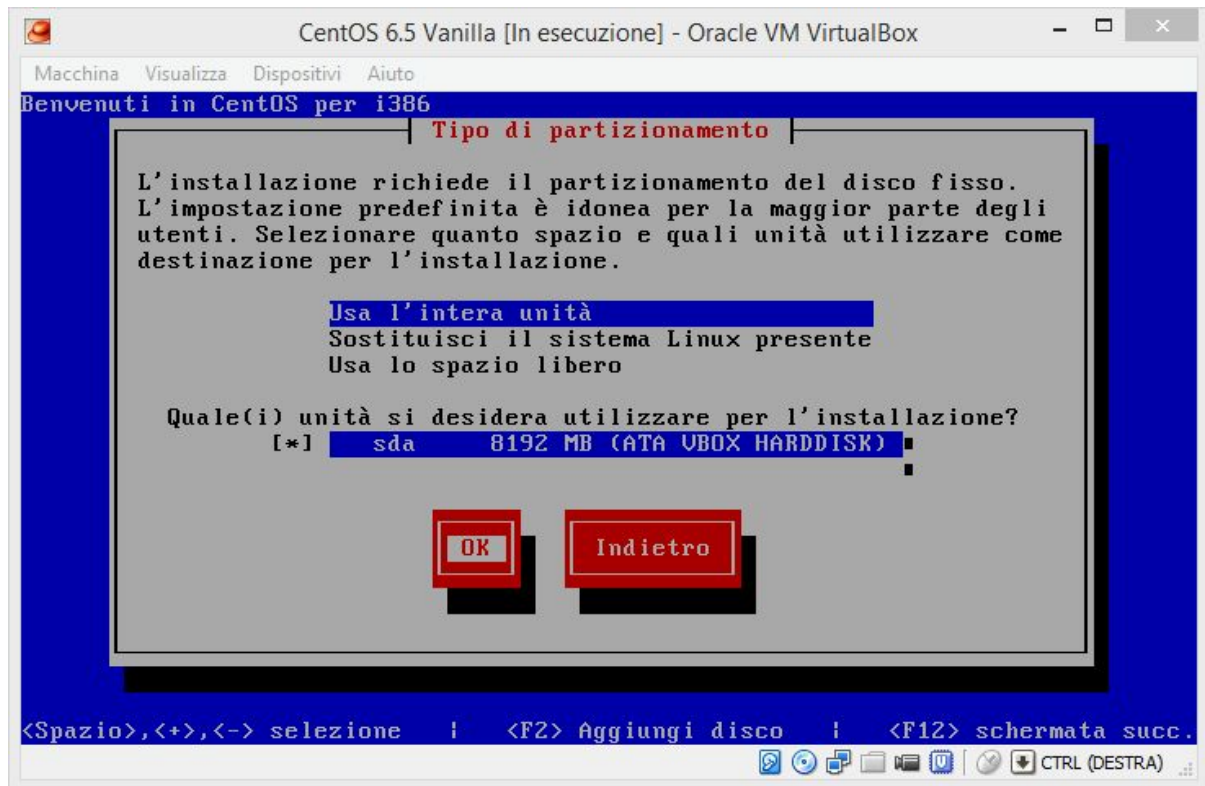 CentOS 6.5 Vanilla [In esecuzione] - Oracle VM VirtualBox
Macchina Visualizza Dispositivi Aiuto
Benvenuti in CentOS per i386
Tipo di partizionamento
L'installazione richiede il partizionamento del disco fisso.
L'impostazione predefinita è idonea per la maggior parte degli
utenti. Selezionare quanto spazio e quali unità utilizzare come
destinazione per l'installazione.
Usa l'intera unità
Sostituisci il sistema Linux presente
Usa lo spazio libero
Quale(i) unità si desidera utilizzare per l'installazione?
[*] sda 8192 MB (ATA VBOX HARDDISK)
OK Indietro
<Spazio>,<+>,<-> selezione | <F2> Aggiungi disco | <F12> schermata succ.
CTRL (DESTRA)